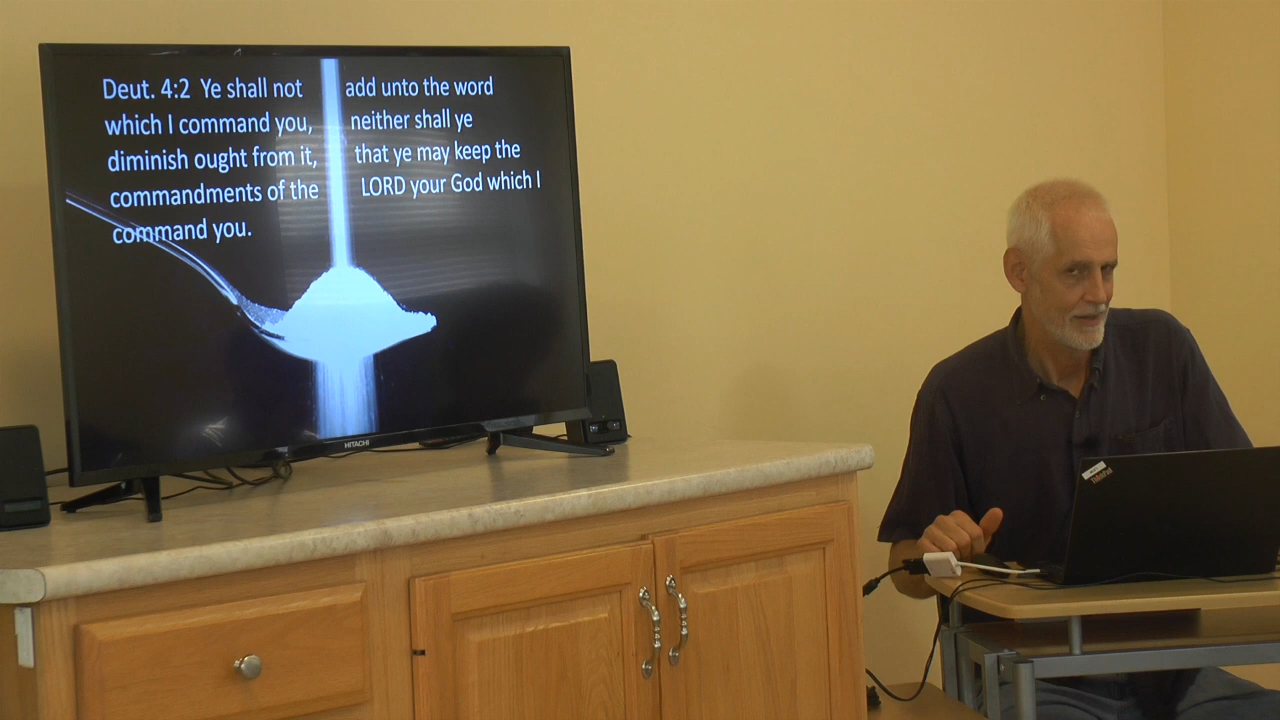 Deut. 4:2 Ye shall not add unto the word
which I command you, neither shall ye
diminish ought from it, that ye may keep the
commandments of the LORD your God which I
command you.
HITACHI
ThinkPad